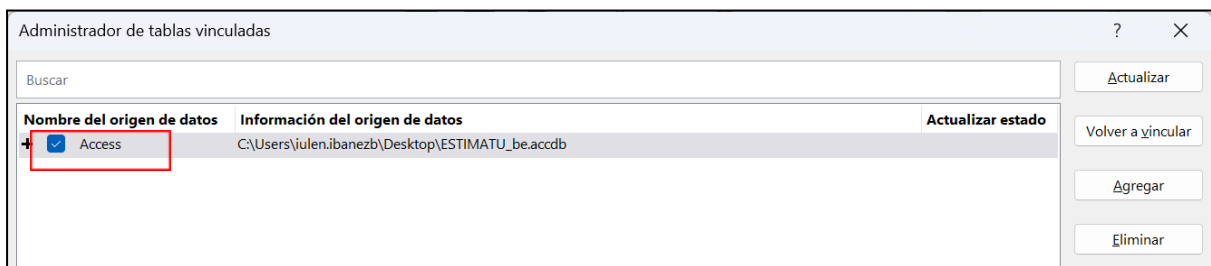 Administrador de tablas vinculadas
?
Buscar
Actualizar
Nombre del origen de datos Información del origen de datos Actualizar estado
Access C:\Users\iulen.ibanezb\Desktop\ESTIMATU_be.accdb
Volver a vincular
Agregar
Eliminar